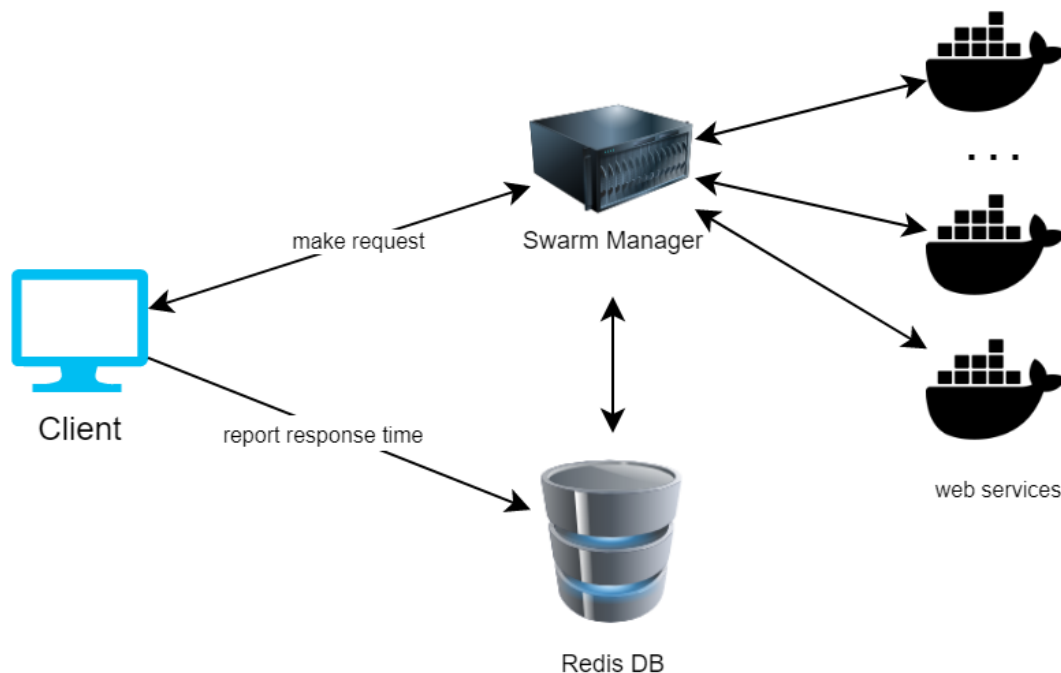 . . .
make request
Swarm Manager
Client
report response time
web services
Redis DB